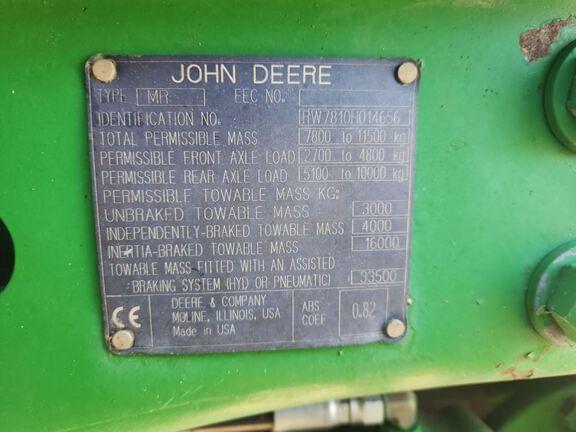 JOHN DEERE
TYPE MR EEC NO.
IDENTIFICATION NO. RW7810H014656
TOTAL PERMISSIBLE MASS 7800 to 11500 kg
PERMISSIBLE FRONT AXLE LOAD 2700 to 4800 kg
PERMISSIBLE REAR AXLE LOAD 5100 to 10000 kg
PERMISSIBLE TOWABLE MASS KG:
UNBRAKED TOWABLE MASS 3000
INDEPENDENTLY-BRAKED TOWABLE MASS 4000
INERTIA-BRAKED TOWABLE MASS 16000
TOWABLE MASS FITTED WITH AN ASSISTED
BRAKING SYSTEM (HYD OR PNEUMATIC) 33500
CE DEERE & COMPANY
MOLINE, ILLINOIS, USA
Made in USA
ABS
COEF 0.82